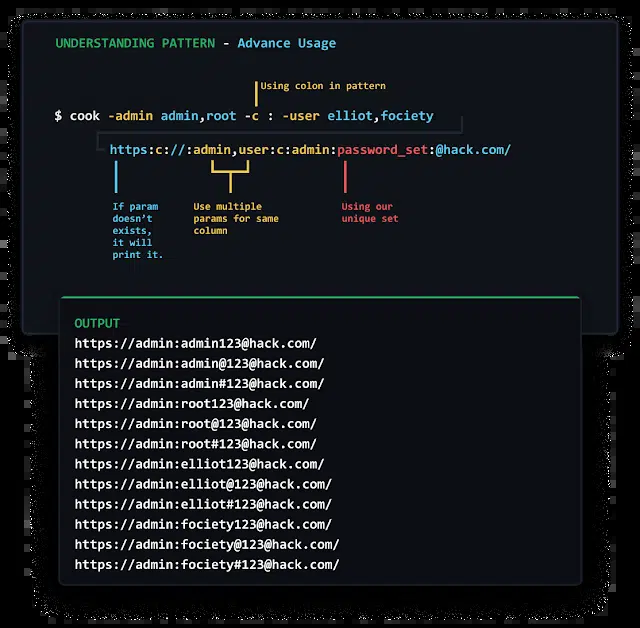 UNDERSTANDING PATTERN - Advance Usage
Using colon in pattern
$ cook -admin admin,root -c : -user elliot,fociety
https:c://:admin,user:c:admin:password_set:@hack.com/
If param
doesn't
exists,
it will
print it.
Use multiple
params for same
column
Using our
unique set
OUTPUT
https://admin:admin123@hack.com/
https://admin:admin@123@hack.com/
https://admin:admin#123@hack.com/
https://admin:root123@hack.com/
https://admin:root@123@hack.com/
https://admin:root#123@hack.com/
https://admin:elliot123@hack.com/
https://admin:elliot@123@hack.com/
https://admin:elliot#123@hack.com/
https://admin:fociety123@hack.com/
https://admin:fociety@123@hack.com/
https://admin:fociety#123@hack.com/